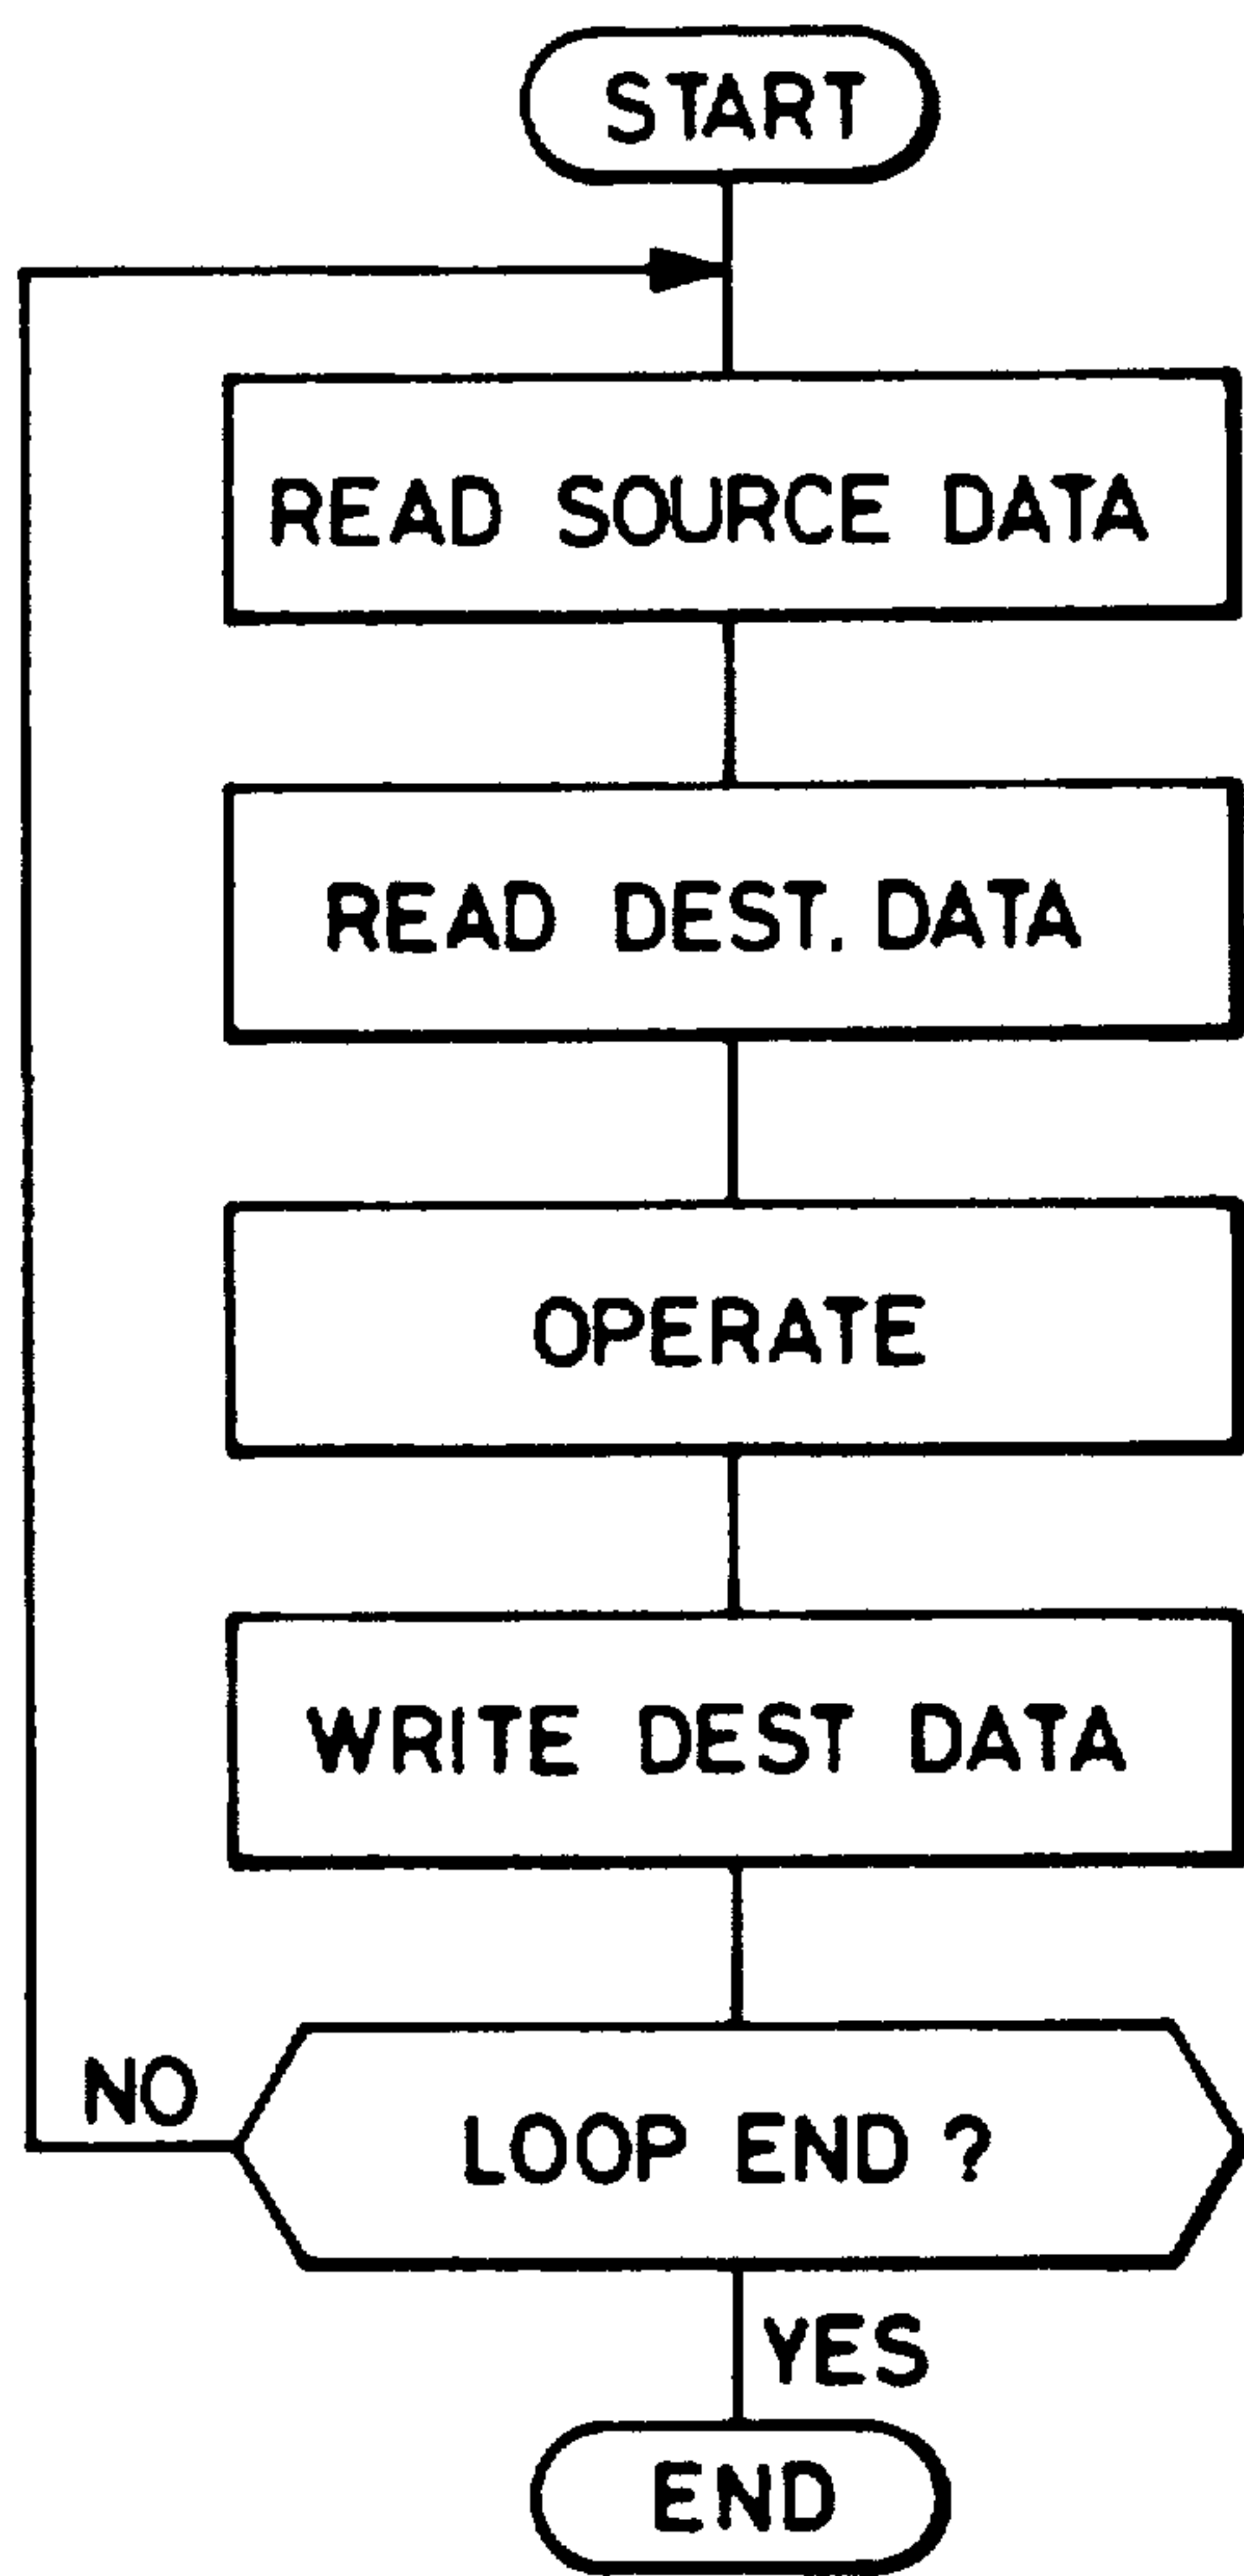 START
READ SOURCE DATA
READ DEST. DATA
OPERATE
WRITE DEST DATA
NO
LOOP END ?
YES
END